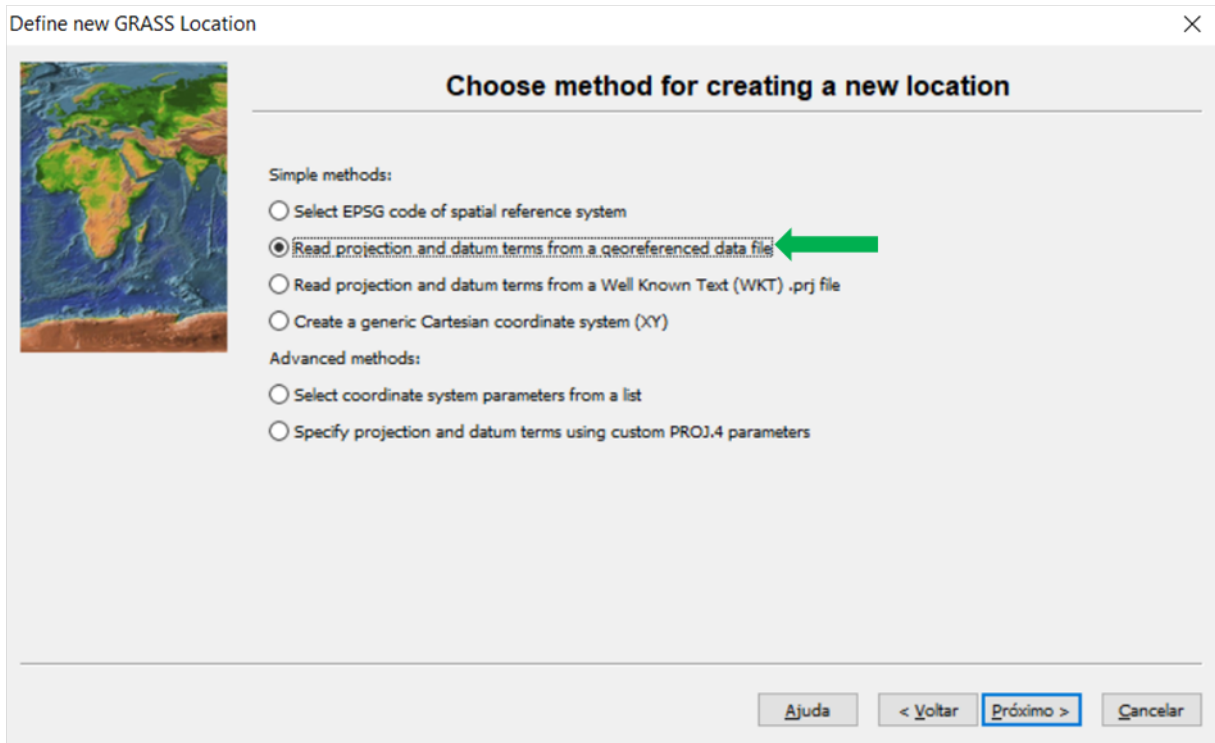 Define new GRASS Location
Choose method for creating a new location
Simple methods:
Select EPSG code of spatial reference system
Read projection and datum terms from a georeferenced data file
Read projection and datum terms from a Well Known Text (WKT) .prj file
Create a generic Cartesian coordinate system (XY)
Advanced methods:
Select coordinate system parameters from a list
Specify projection and datum terms using custom PROJ.4 parameters
Ajuda < Voltar Próximo > Cancelar